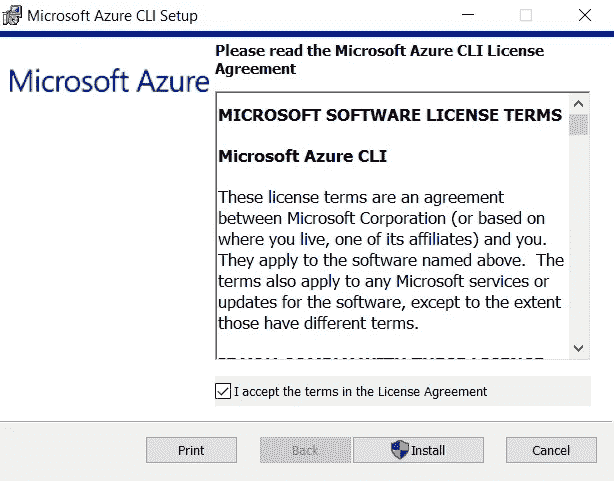 Microsoft Azure CLI Setup
Please read the Microsoft Azure CLI License
Agreement
Microsoft Azure
MICROSOFT SOFTWARE LICENSE TERMS
Microsoft Azure CLI
These license terms are an agreement
between Microsoft Corporation (or based on
where you live, one of its affiliates) and you.
They apply to the software named above.  The
terms also apply to any Microsoft services or
updates for the software, except to the extent
those have different terms.
I accept the terms in the License Agreement
Print
Back
Install
Cancel